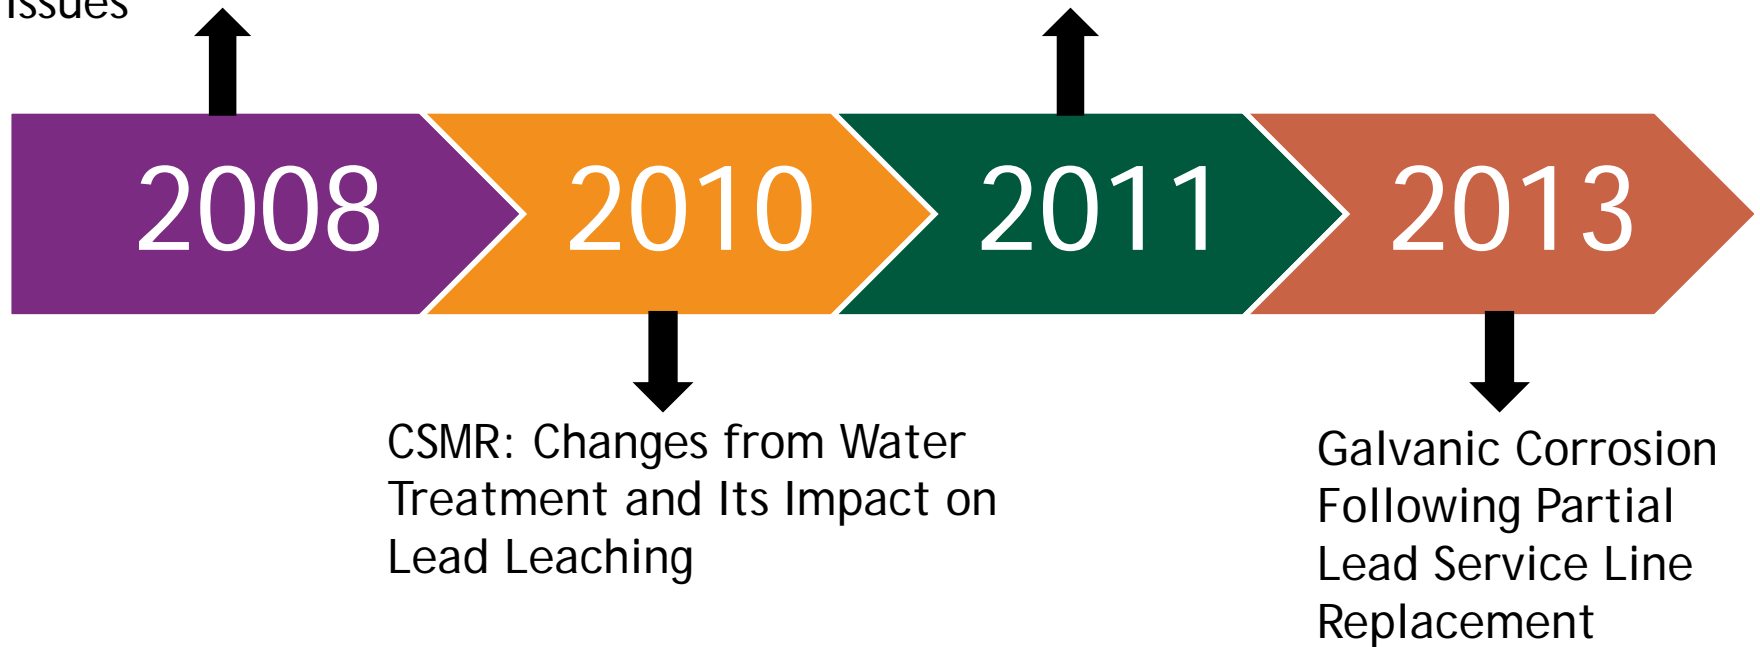 Issues
2008
2010
2011
2013
CSMR: Changes from Water
Treatment and Its Impact on
Lead Leaching
Galvanic Corrosion
Following Partial
Lead Service Line
Replacement